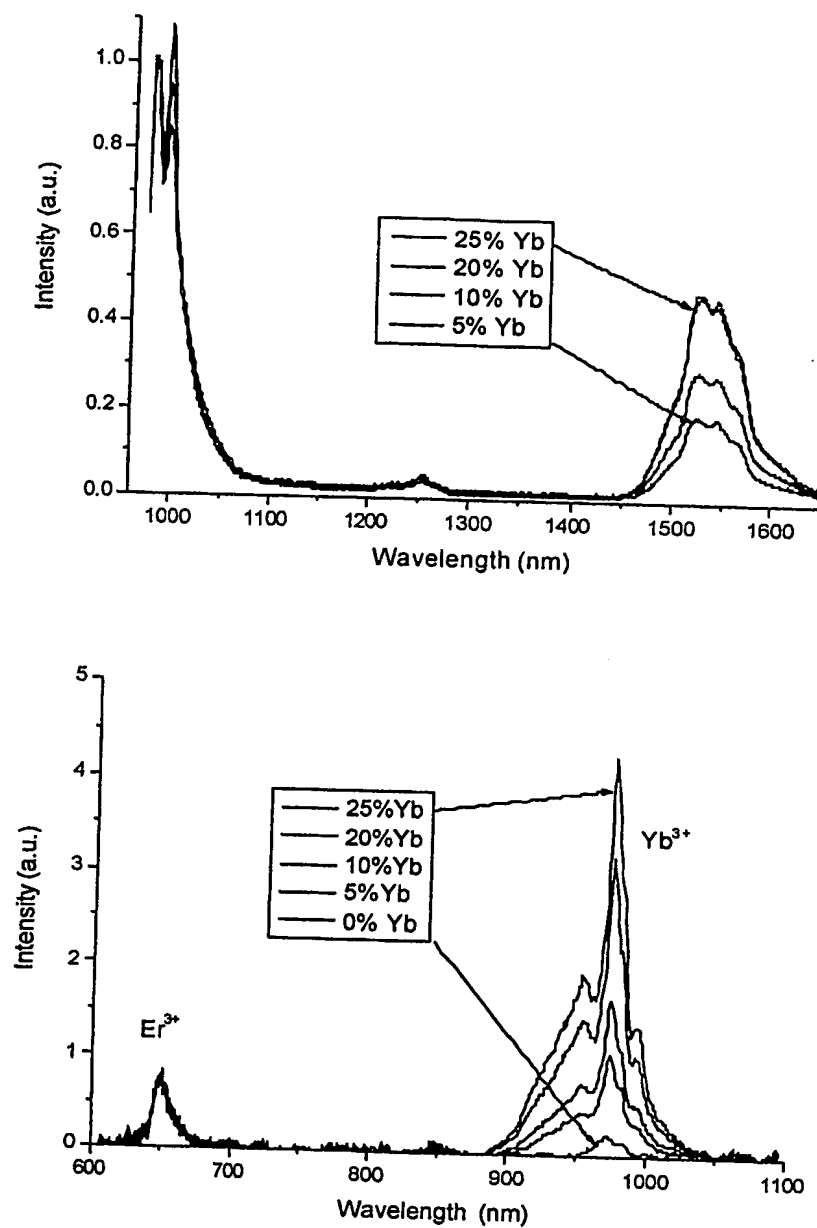 1.0
0.8
0.6
0.4
0.2
0.0
Intensity (a.u.)
25% Yb
20% Yb
10% Yb
5% Yb
1000 1100 1200 1300 1400 1500 1600
Wavelength (nm)
5
4
3
2
1
0
Intensity (a.u.)
25%Yb
20%Yb
10%Yb
5%Yb
0% Yb
Yb³⁺
Er³⁺
600 700 800 900 1000 1100
Wavelength (nm)